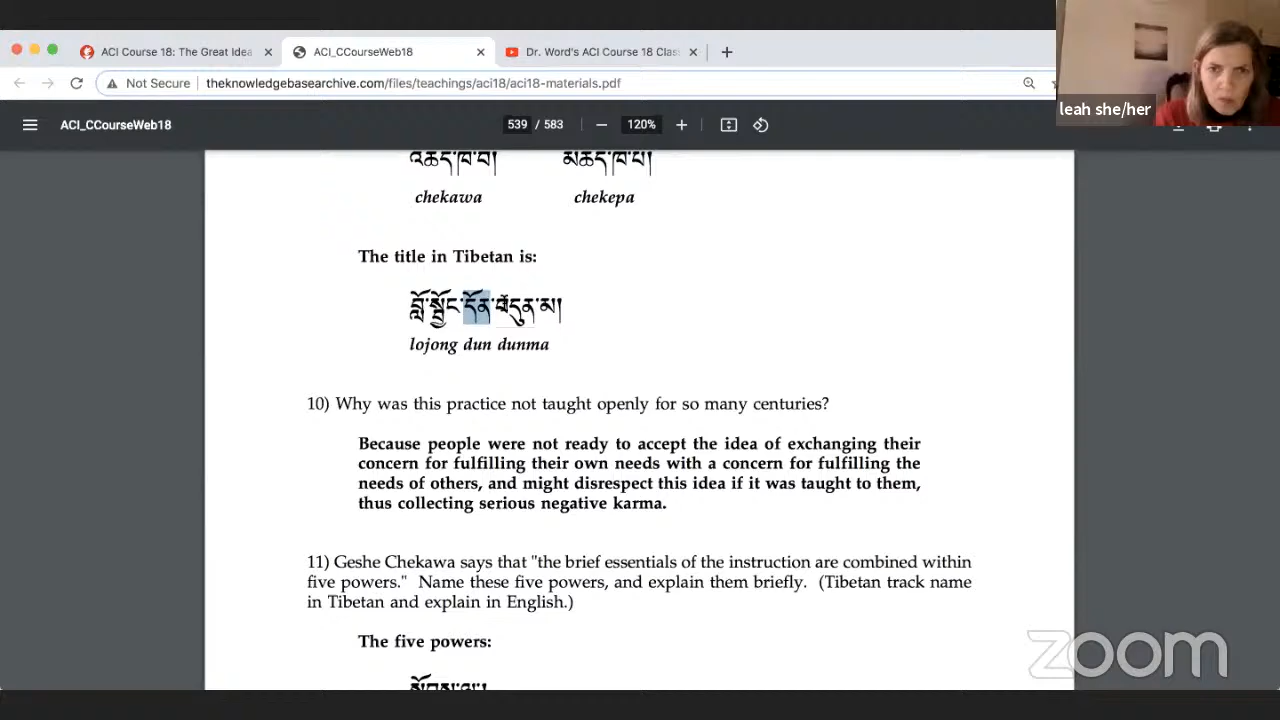 ACI Course 18: The Great Idea
ACI_CCourseWeb18
Dr. Word's ACI Course 18 Clas
Not Secure
theknowledgebasearchive.com/files/teachings/aci18/aci18-materials.pdf
leah she/her
ACI_CCourseWeb18
539 / 583
120%
འཆད་ཁ་བ། མཆད་ཁ་པ།
chekawa chekepa
The title in Tibetan is:
བློ་སྦྱོང་དོན་བདུན་མ།
lojong dun dunma
10) Why was this practice not taught openly for so many centuries?
Because people were not ready to accept the idea of exchanging their
concern for fulfilling their own needs with a concern for fulfilling the
needs of others, and might disrespect this idea if it was taught to them,
thus collecting serious negative karma.
11) Geshe Chekawa says that "the brief essentials of the instruction are combined within
five powers." Name these five powers, and explain them briefly. (Tibetan track name
in Tibetan and explain in English.)
The five powers:
zoom